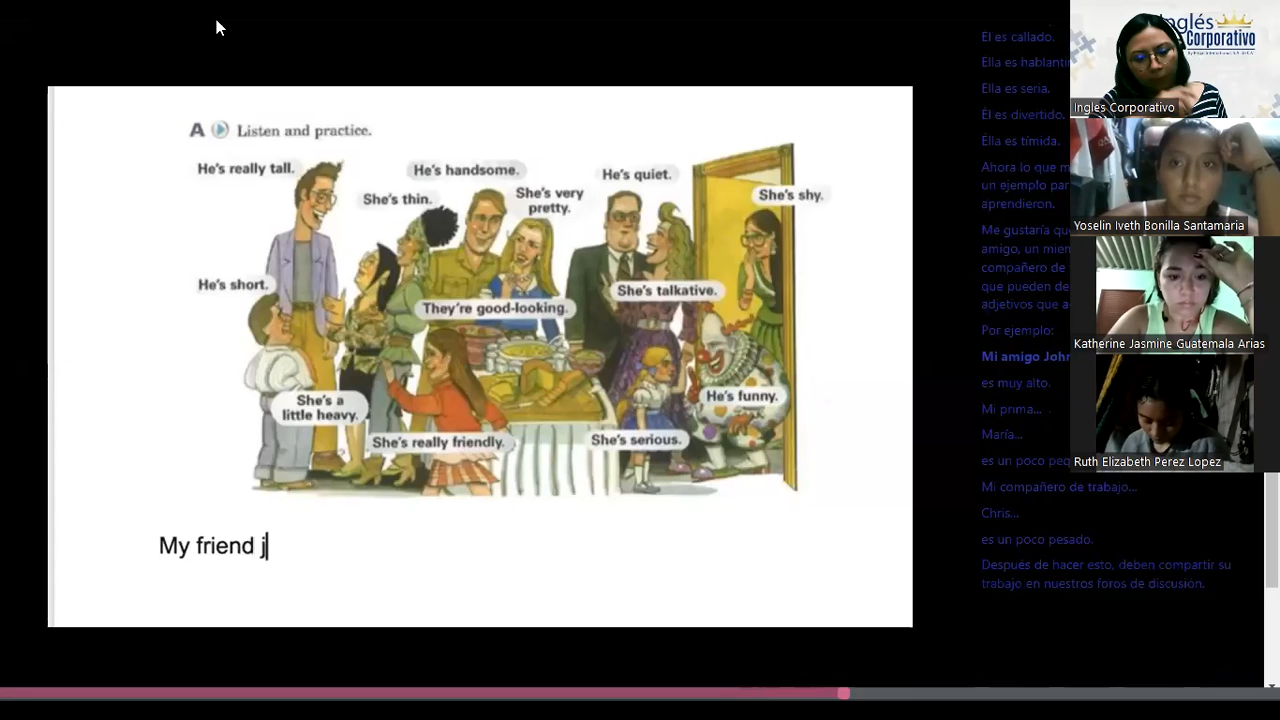 A Listen and practice.
He's really tall.
He's handsome.
She's thin.
She's very
pretty.
He's quiet.
She's shy.
He's short.
They're good-looking.
She's talkative.
She's a
little heavy.
She's really friendly.
She's serious.
He's funny.
My friend j
Él es callado.
Ella es
Ella es seria.
Él es divertido.
Élla es tímida.
Ahora lo que
un ejemplo
aprendieron.
Me gustaría
amigo, un
compañero de
que pueden
adjetivos que
Por ejemplo:
Mi amigo John
es muy alto.
Mi prima...
María...
es un poco
Mi compañero de trabajo...
Chris...
es un poco pesado.
Después de hacer esto, deben compartir su
trabajo en nuestros foros de discusión.
Inglés
Corporativo
Ingles Corporativo
Yoselin Iveth Bonilla Santamaria
Katherine Jasmine Guatemala Arias
Ruth Elizabeth Perez Lopez